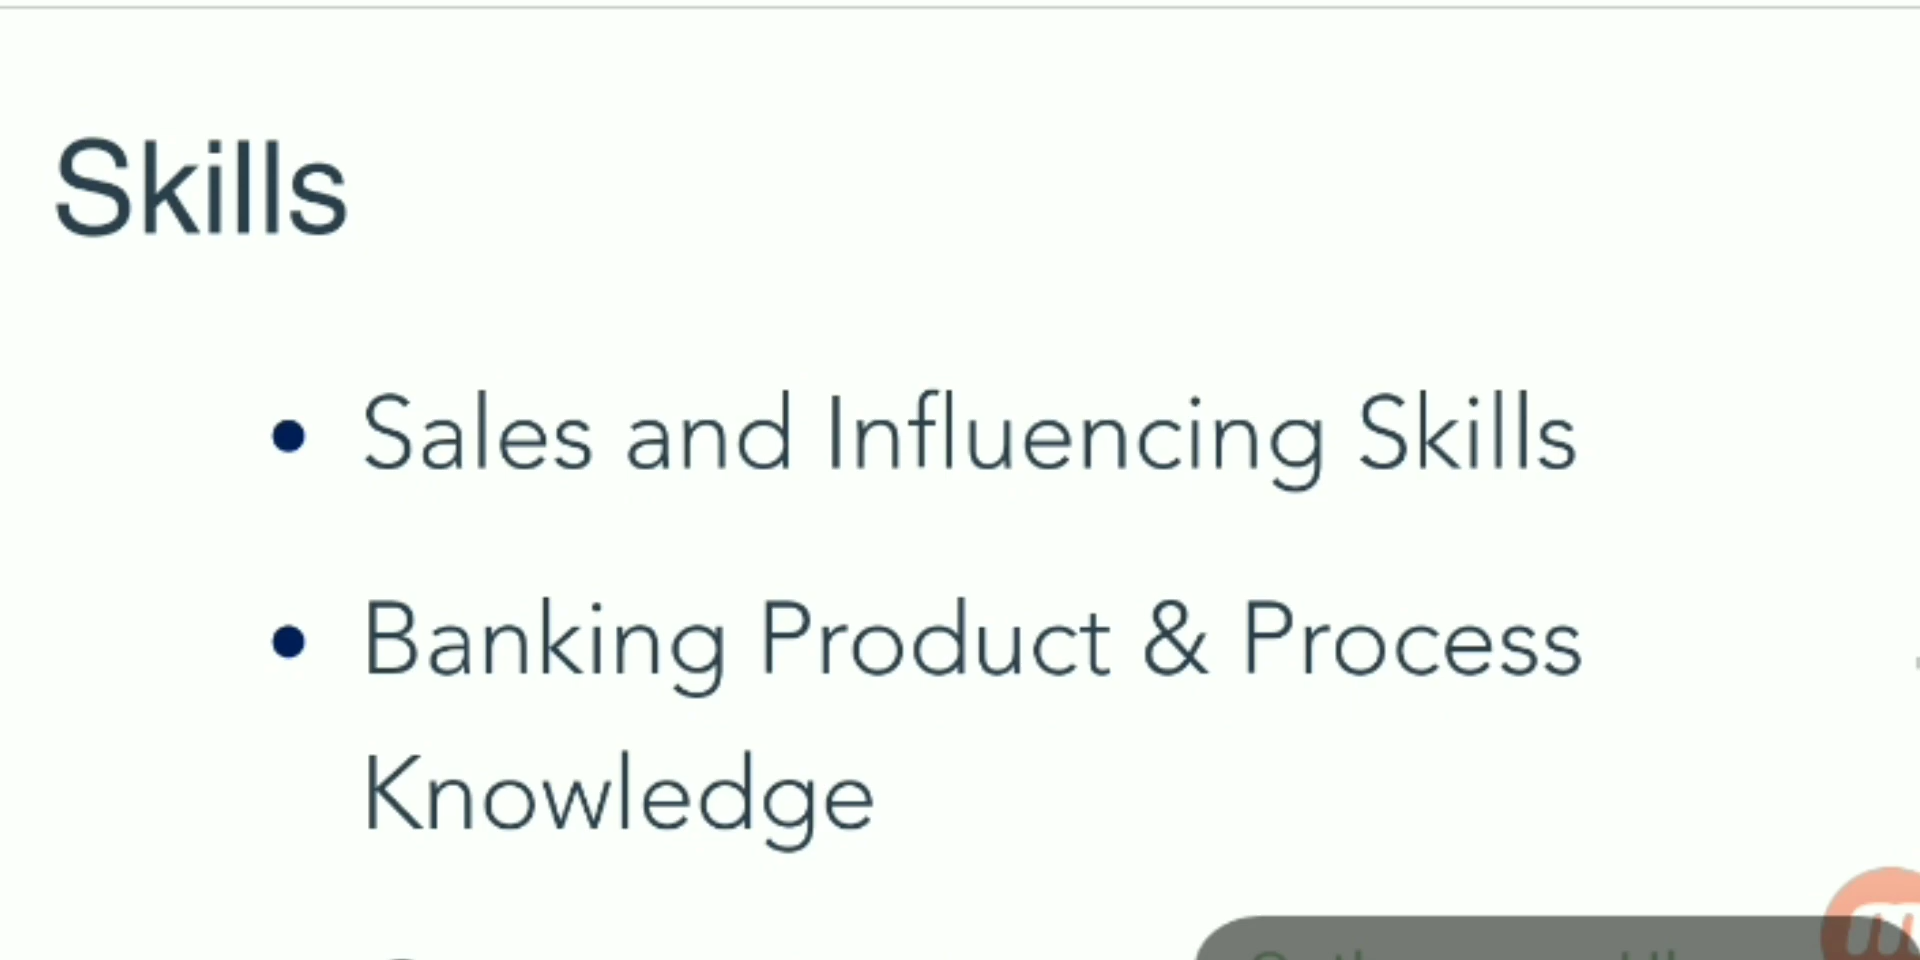 Skills
• Sales and Influencing Skills
• Banking Product & Process
Knowledge